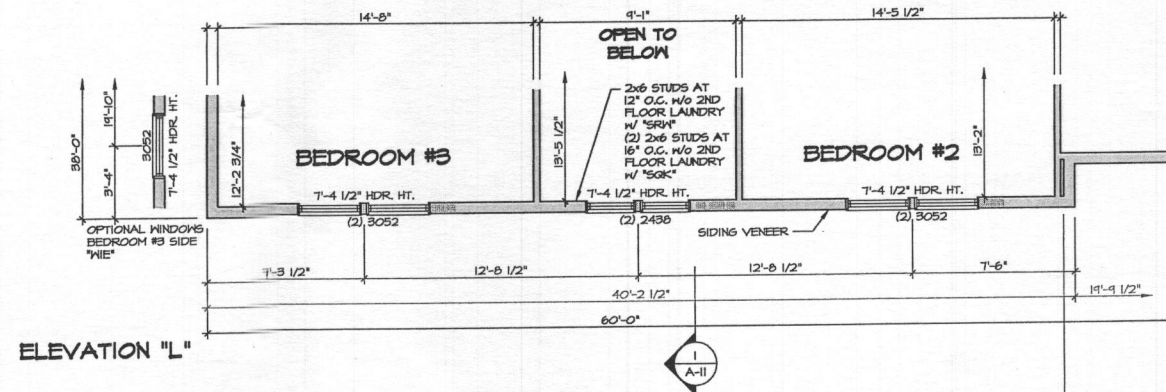 14'-8"
9'-1"
14'-5 1/2"
OPEN TO
BELOW
2x6 STUDS AT
12" O.C. W/o 2ND
FLOOR LAUNDRY
W/ "SRW"
(2) 2x6 STUDS AT
16" O.C. W/o 2ND
FLOOR LAUNDRY
W/ "SGK"
38'-0"
19'-10"
3'-4"
3052
7'-4 1/2" HDR. HT.
12'-2 3/4"
BEDROOM #3
13'-5 1/2"
BEDROOM #2
13'-2"
7'-4 1/2" HDR. HT.
7'-4 1/2" HDR. HT.
7'-4 1/2" HDR. HT.
(2) 3052
(2) 2438
(2) 3052
SIDING VENEER
OPTIONAL WINDOWS
BEDROOM #3 SIDE
"WIE"
7'-3 1/2"
12'-8 1/2"
12'-8 1/2"
7'-6"
40'-2 1/2"
19'-9 1/2"
60'-0"
ELEVATION "L"
1
A-11